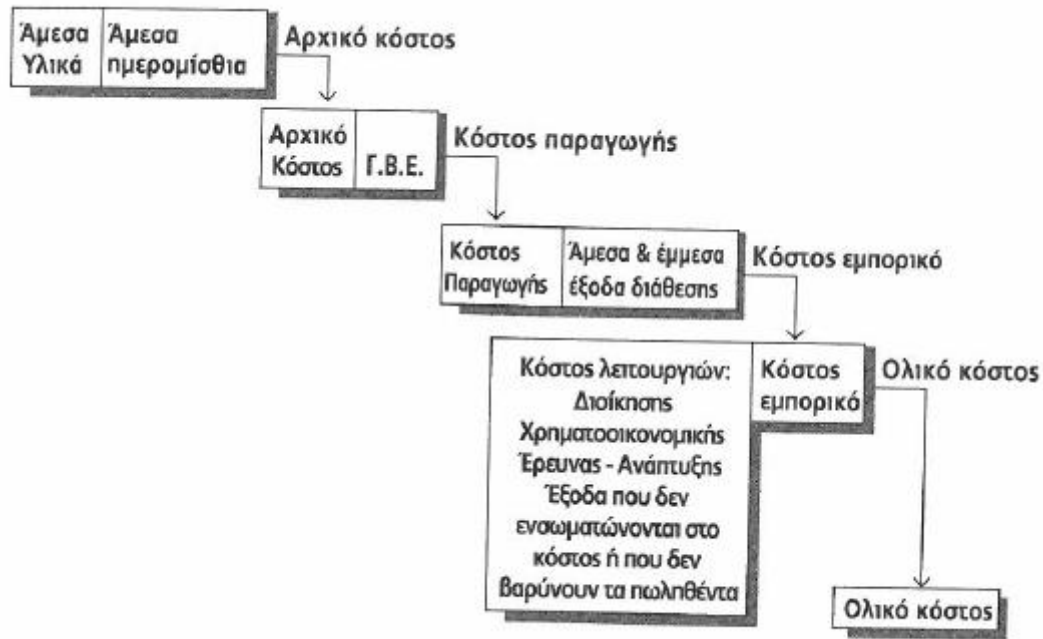 Άμεσα Υλικά
Άμεσα ημερομίσθια
Αρχικό κόστος
Αρχικό Κόστος
Γ.Β.Ε.
Κόστος παραγωγής
Κόστος Παραγωγής
Άμεσα & έμμεσα έξοδα διάθεσης
Κόστος εμπορικό
Κόστος λειτουργιών:
Διοίκησης
Χρηματοοικονομικής
Έρευνας - Ανάπτυξης
Έξοδα που δεν
ενσωματώνονται στο
κόστος ή που δεν
βαρύνουν τα πωληθέντα
Κόστος εμπορικό
Ολικό κόστος
Ολικό κόστος